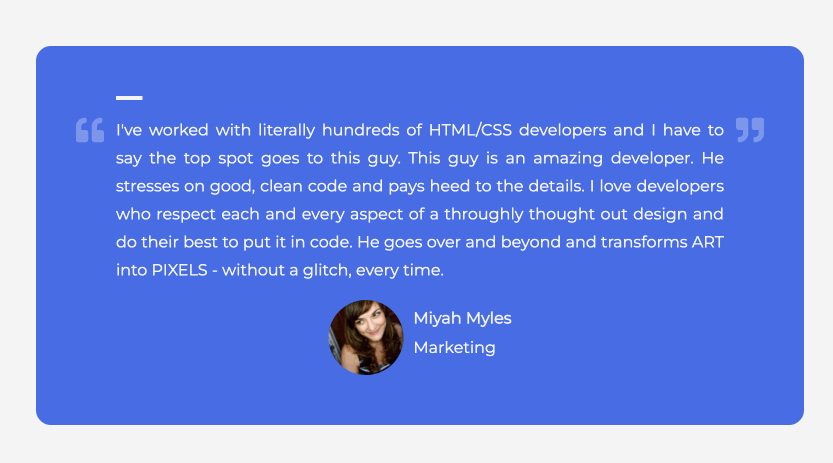 I've worked with literally hundreds of HTML/CSS developers and I have to
say the top spot goes to this guy. This guy is an amazing developer. He
stresses on good, clean code and pays heed to the details. I love developers
who respect each and every aspect of a throughly thought out design and
do their best to put it in code. He goes over and beyond and transforms ART
into PIXELS - without a glitch, every time.
Miyah Myles
Marketing